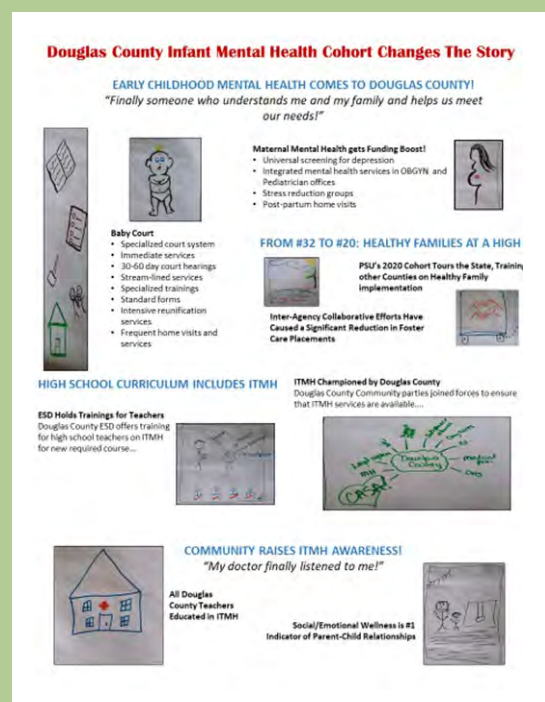 Douglas County Infant Mental Health Cohort Changes The Story
EARLY CHILDHOOD MENTAL HEALTH COMES TO DOUGLAS COUNTY!
"Finally someone who understands me and my family and helps us meet
our needs!"
Maternal Mental Health gets Funding Boost!
• Universal screening for depression
• Integrated mental health services in OBGYN and
Pediatrician offices
• Stress reduction groups
• Post-partum home visits
Baby Court
• Specialized court system
• Immediate services
• 30-60 day court hearings
• Stream-lined services
• Specialized trainings
• Standard forms
• Intensive reunification
services
• Frequent home visits and
services
FROM #32 TO #20: HEALTHY FAMILIES AT A HIGH
PSU's 2020 Cohort Tours the State, Trainin
other Counties on Healthy Family
implementation
Inter-Agency Collaborative Efforts Have
Caused a Significant Reduction in Foster
Care Placements
HIGH SCHOOL CURRICULUM INCLUDES ITMH
ESD Holds Trainings for Teachers
Douglas County ESD offers training
for high school teachers on ITMH
for new required course...
ITMH Championed by Douglas County
Douglas County Community parties joined forces to ensure
that ITMH services are available....
Douglas
County
MH
CASA!
COMMUNITY RAISES ITMH AWARENESS!
"My doctor finally listened to me!"
All Douglas
County Teachers
Educated in ITMH
Social/Emotional Wellness is #1
Indicator of Parent-Child Relationships